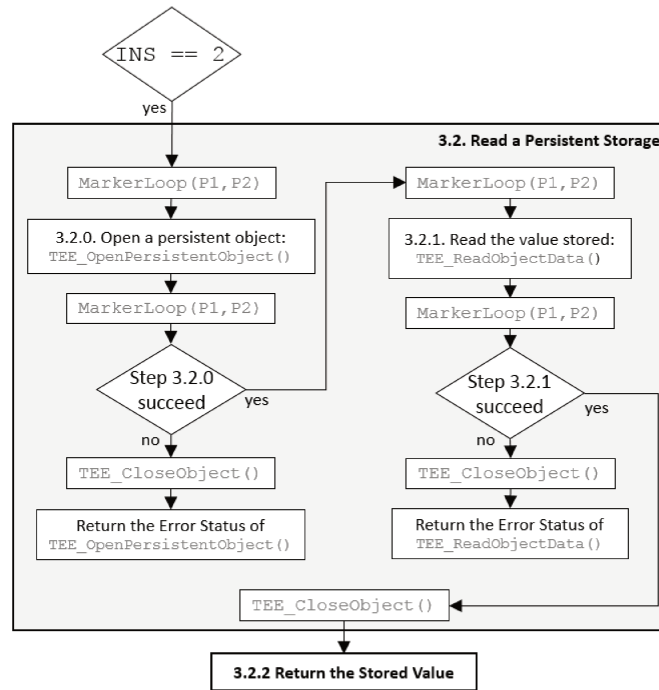 INS == 2
yes
3.2. Read a Persistent Storage
MarkerLoop(P1,P2)
3.2.0. Open a persistent object:
TEE_OpenPersistentObject()
MarkerLoop(P1,P2)
Step 3.2.0
succeed
yes
no
TEE_CloseObject()
Return the Error Status of
TEE_OpenPersistentObject()
MarkerLoop(P1,P2)
3.2.1. Read the value stored:
TEE_ReadObjectData()
MarkerLoop(P1,P2)
Step 3.2.1
succeed
yes
no
TEE_CloseObject()
Return the Error Status of
TEE_ReadObjectData()
TEE_CloseObject()
3.2.2 Return the Stored Value